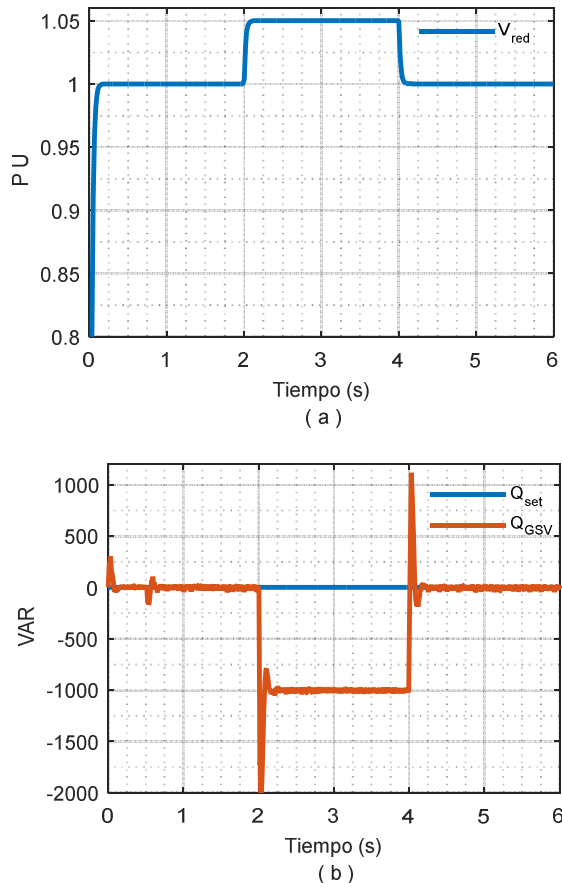 1.05
1
0.95
0.9
0.85
0.8
P U
V_red
0 1 2 3 4 5 6
Tiempo (s)
( a )
1000
500
0
-500
-1000
-1500
-2000
VAR
Q_set
Q_GSV
0 1 2 3 4 5 6
Tiempo (s)
( b )